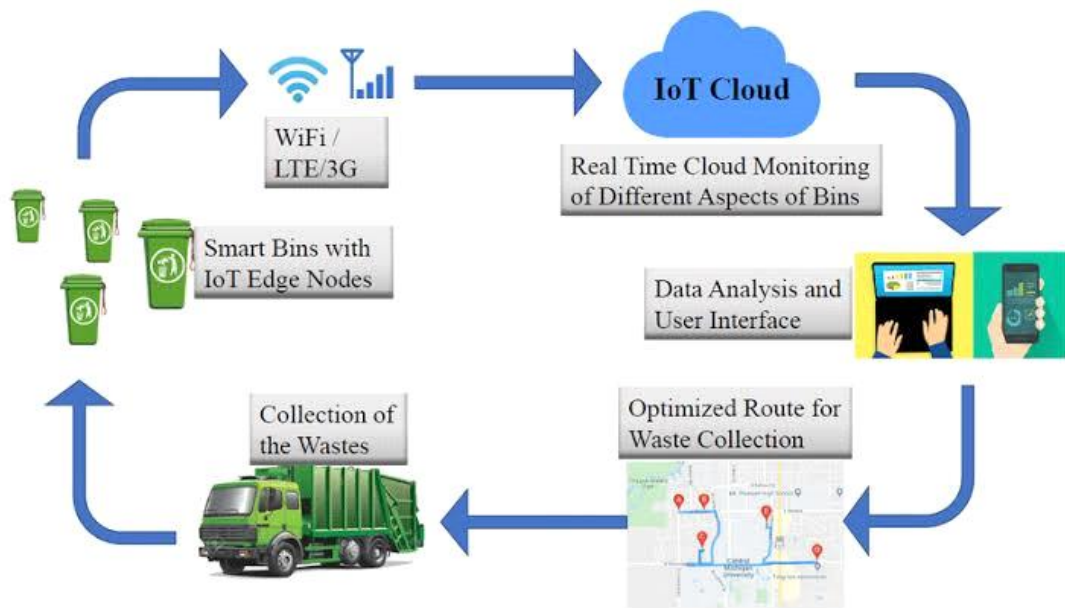 WiFi /
LTE/3G
IoT Cloud
Real Time Cloud Monitoring
of Different Aspects of Bins
Smart Bins with
IoT Edge Nodes
Data Analysis and
User Interface
Optimized Route for
Waste Collection
Collection of
the Wastes
Central
Michigan
University